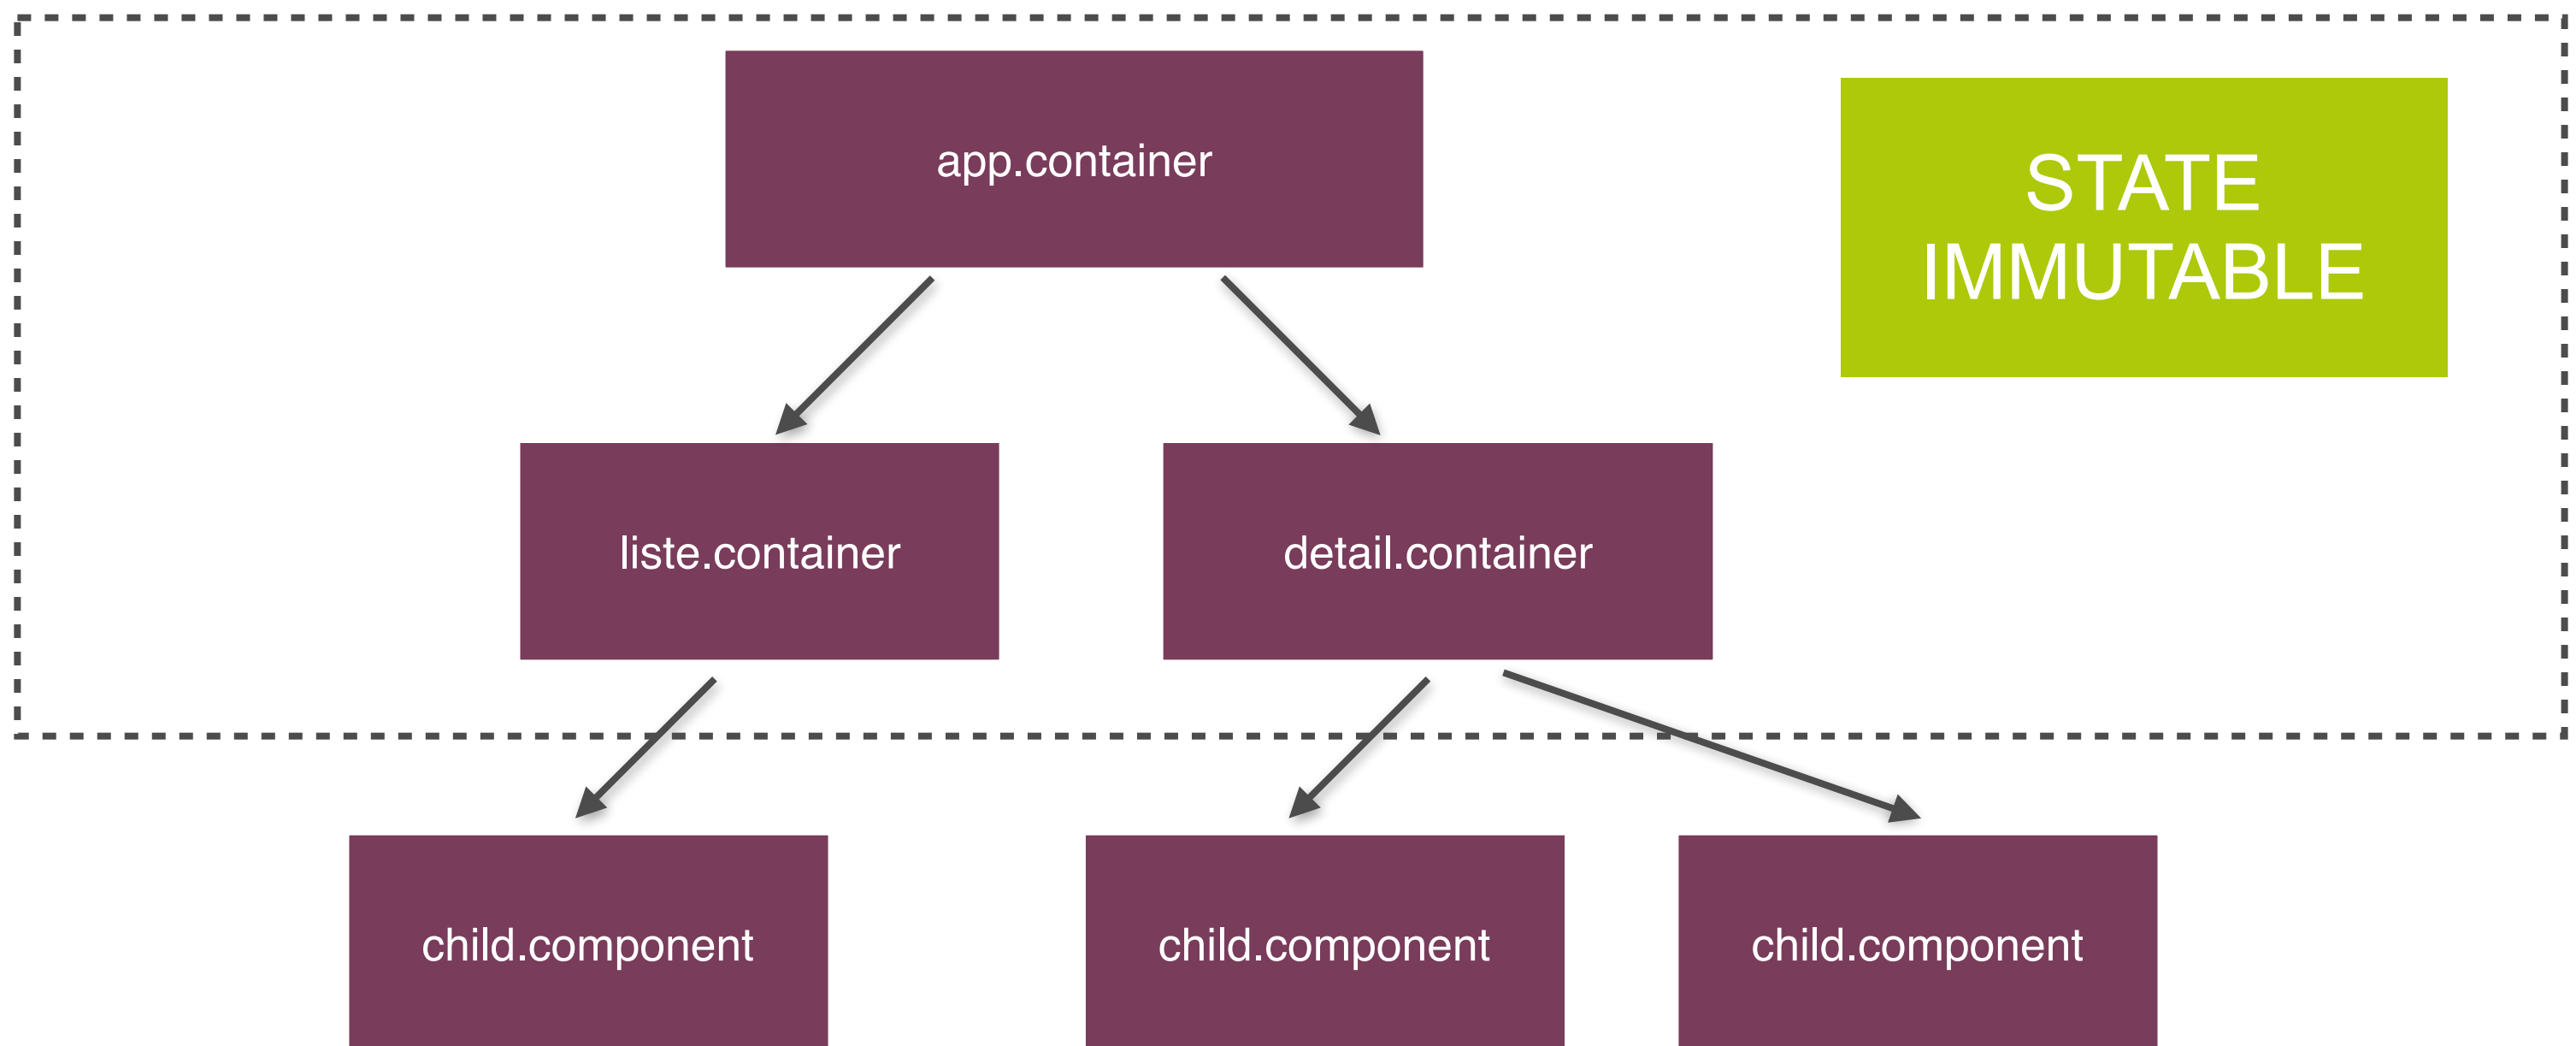 app.container
STATE
IMMUTABLE
liste.container
detail.container
child.component
child.component
child.component